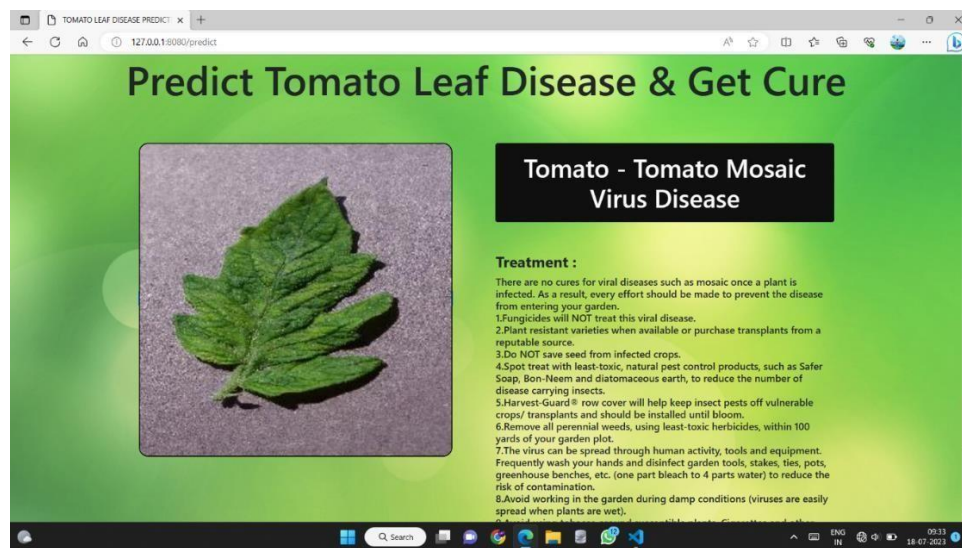 TOMATO LEAF DISEASE PREDICT
127.0.0.1:8080/predict
Predict Tomato Leaf Disease & Get Cure
Tomato - Tomato Mosaic
Virus Disease
Treatment :
There are no cures for viral diseases such as mosaic once a plant is
infected. As a result, every effort should be made to prevent the disease
from entering your garden.
1.Fungicides will NOT treat this viral disease.
2.Plant resistant varieties when available or purchase transplants from a
reputable source.
3.Do NOT save seed from infected crops.
4.Spot treat with least-toxic, natural pest control products, such as Safer
Soap, Bon-Neem and diatomaceous earth, to reduce the number of
disease carrying insects.
5.Harvest-Guard® row cover will help keep insect pests off vulnerable
crops/ transplants and should be installed until bloom.
6.Remove all perennial weeds, using least-toxic herbicides, within 100
yards of your garden plot.
7.The virus can be spread through human activity, tools and equipment.
Frequently wash your hands and disinfect garden tools, stakes, ties, pots,
greenhouse benches, etc. (one part bleach to 4 parts water) to reduce the
risk of contamination.
8.Avoid working in the garden during damp conditions (viruses are easily
spread when plants are wet).
Search
ENG
IN
09:33
18-07-2023